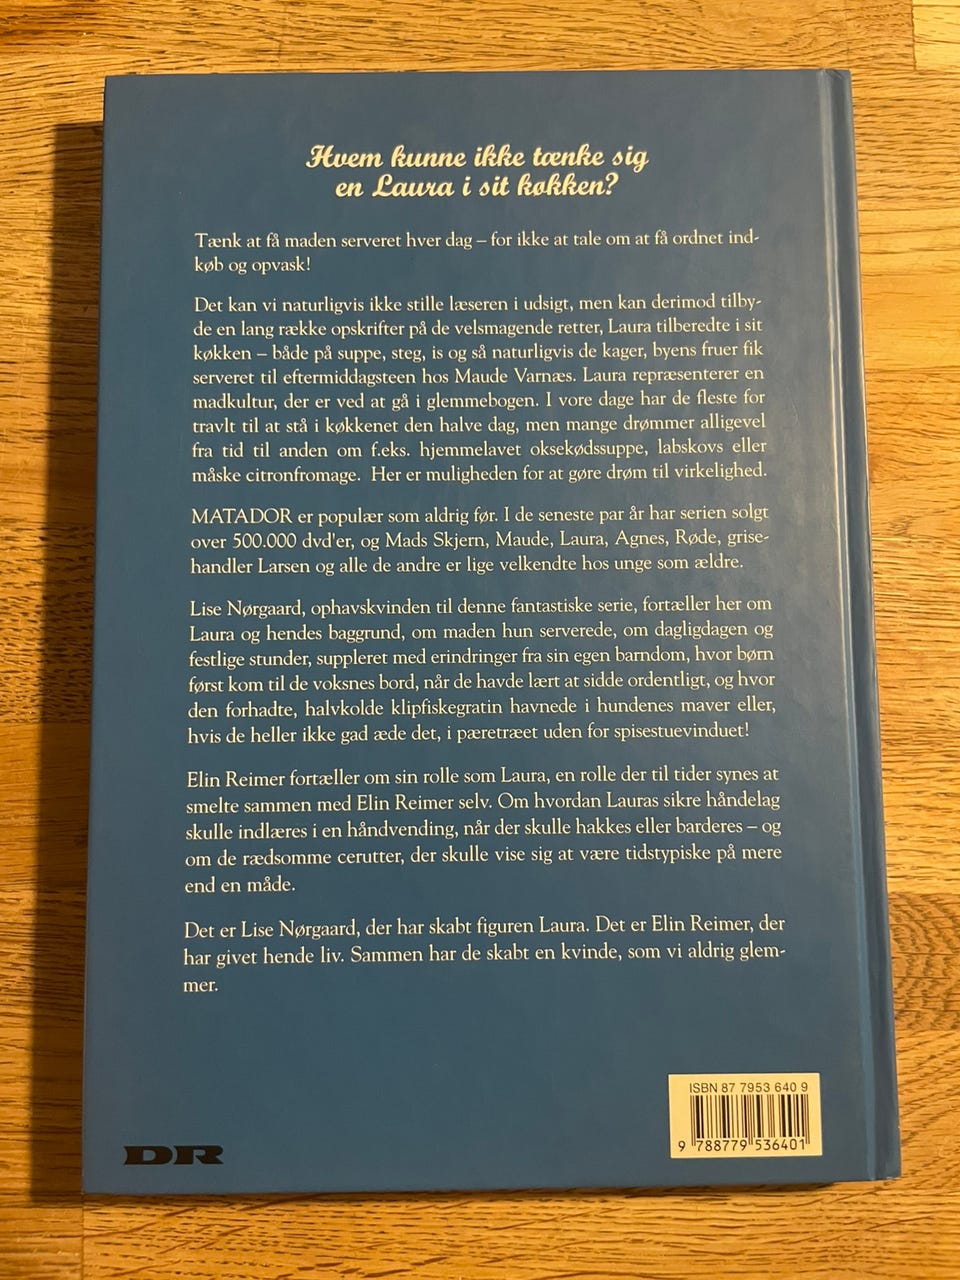 Hvem kunne ikke tænke sig
en Laura i sit køkken?
Tænk at få maden serveret hver dag – for ikke at tale om at få ordnet ind-
køb og opvask!
Det kan vi naturligvis ikke stille læseren i udsigt, men kan derimod tilby-
de en lang række opskrifter på de velsmagende retter, Laura tilberedte i sit
køkken – både på suppe, steg, is og så naturligvis de kager, byens fruer fik
serveret til eftermiddagsteen hos Maude Varnæs. Laura repræsenterer en
madkultur, der er ved at gå i glemmebogen. I vore dage har de fleste for
travlt til at stå i køkkenet den halve dag, men mange drømmer alligevel
fra tid til anden om f.eks. hjemmelavet oksekødssuppe, labskovs eller
måske citronfromage. Her er muligheden for at gøre drøm til virkelighed.
MATADOR er populær som aldrig før. I de seneste par år har serien solgt
over 500.000 dvd'er, og Mads Skjern, Maude, Laura, Agnes, Røde, grise-
handler Larsen og alle de andre er lige velkendte hos unge som ældre.
Lise Nørgaard, ophavskvinden til denne fantastiske serie, fortæller her om
Laura og hendes baggrund, om maden hun serverede, om dagligdagen og
festlige stunder, suppleret med erindringer fra sin egen barndom, hvor børn
først kom til de voksnes bord, når de havde lært at sidde ordentligt, og hvor
den forhadte, halvkolde klipfiskegratin havnede i hundenes maver eller,
hvis de heller ikke gad æde det, i pæretræet uden for spisestuevinduet!
Elin Reimer fortæller om sin rolle som Laura, en rolle der til tider synes at
smelte sammen med Elin Reimer selv. Om hvordan Lauras sikre håndelag
skulle indlæres i en håndvending, når der skulle hakkes eller barderes – og
om de rædsomme cerutter, der skulle vise sig at være tidstypiske på mere
end en måde.
Det er Lise Nørgaard, der har skabt figuren Laura. Det er Elin Reimer, der
har givet hende liv. Sammen har de skabt en kvinde, som vi aldrig glem-
mer.
ISBN 87 7953 640 9
9 788779 536401
DR